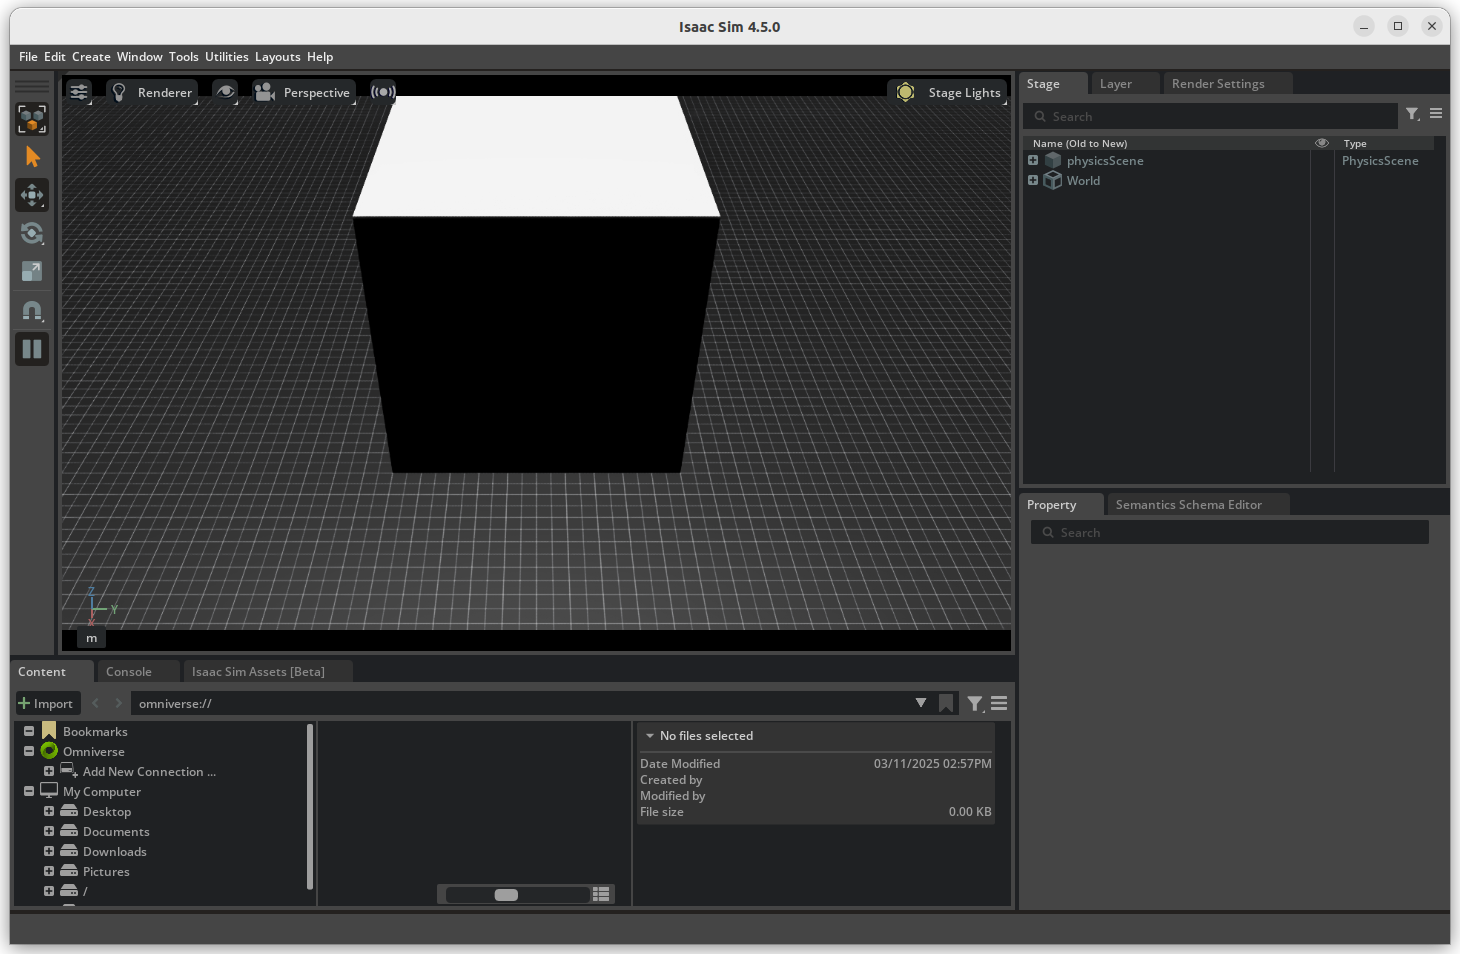 Isaac Sim 4.5.0
File Edit Create Window Tools Utilities Layouts Help
Renderer
Perspective
Stage Lights
Z
Y
X
m
Stage
Layer
Render Settings
Search
Name (Old to New)
Type
physicsScene
PhysicsScene
World
Property
Semantics Schema Editor
Search
Content
Console
Isaac Sim Assets [Beta]
Import
omniverse://
Bookmarks
Omniverse
Add New Connection ...
My Computer
Desktop
Documents
Downloads
Pictures
/
No files selected
Date Modified 03/11/2025 02:57PM
Created by
Modified by
File size 0.00 KB